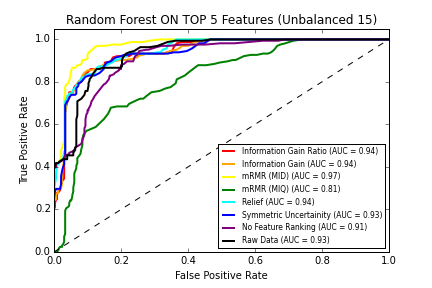 Random Forest ON TOP 5 Features (Unbalanced 15)
True Positive Rate
1.0
0.8
0.6
0.4
0.2
0.0
Information Gain Ratio (AUC = 0.94)
Information Gain (AUC = 0.94)
mRMR (MID) (AUC = 0.97)
mRMR (MIQ) (AUC = 0.81)
Relief (AUC = 0.94)
Symmetric Uncertainity (AUC = 0.93)
No Feature Ranking (AUC = 0.91)
Raw Data (AUC = 0.93)
0.0 0.2 0.4 0.6 0.8 1.0
False Positive Rate